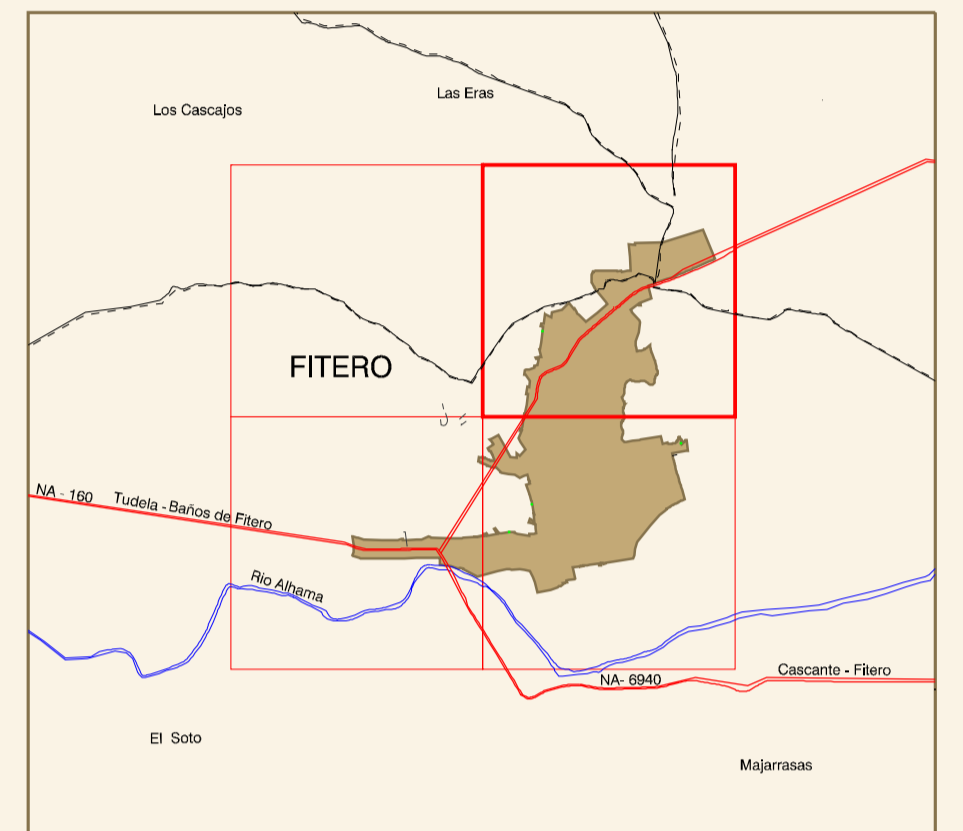 Las Eras
Los Cascajos
FITERO
NA - 160
Tudela - Baños de Fitero
Rio Alhama
Cascante - Fitero
NA- 6940
El Soto
Majarrasas